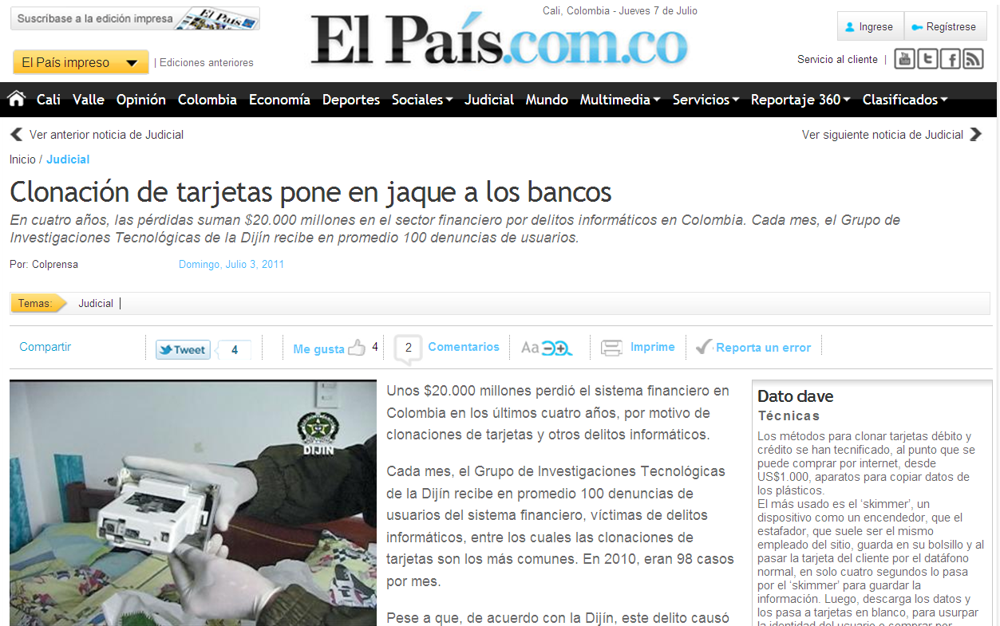 Suscribase a la edición impresa
El País
El País.com.co
Cali, Colombia - Jueves 7 de Julio
Ingrese
Regístrese
El País impreso
| Ediciones anteriores
Servicio al cliente |
You Tube
t
f
Cali Valle Opinión Colombia Economía Deportes Sociales Judicial Mundo Multimedia Servicios Reportaje 360 Clasificados
Ver anterior noticia de Judicial
Ver siguiente noticia de Judicial
Inicio / Judicial
Clonación de tarjetas pone en jaque a los bancos
En cuatro años, las pérdidas suman $20.000 millones en el sector financiero por delitos informáticos en Colombia. Cada mes, el Grupo de
Investigaciones Tecnológicas de la Dijín recibe en promedio 100 denuncias de usuarios.
Por: Colprensa
Domingo, Julio 3, 2011
Temas:
Judicial |
Compartir
Tweet
4
Me gusta
4
2
Comentarios
Aa
Imprime
Reporta un error
DIJIN
Unos $20.000 millones perdió el sistema financiero en
Colombia en los últimos cuatro años, por motivo de
clonaciones de tarjetas y otros delitos informáticos.
Cada mes, el Grupo de Investigaciones Tecnológicas
de la Dijín recibe en promedio 100 denuncias de
usuarios del sistema financiero, víctimas de delitos
informáticos, entre los cuales las clonaciones de
tarjetas son los más comunes. En 2010, eran 98 casos
por mes.
Pese a que, de acuerdo con la Dijín, este delito causó
Dato clave
Técnicas
Los métodos para clonar tarjetas débito y
crédito se han tecnificado, al punto que se
puede comprar por internet, desde
US$1.000, aparatos para copiar datos de
los plásticos.
El más usado es el ‘skimmer’, un
dispositivo como un encendedor, que el
estafador, que suele ser el mismo
empleado del sitio, guarda en su bolsillo y al
pasar la tarjeta del cliente por el datáfono
normal, en solo cuatro segundos lo pasa
por el ‘skimmer’ para guardar la
información. Luego, descarga los datos y
los pasa a tarjetas en blanco, para usurpar
la identidad del usuario o comprar por